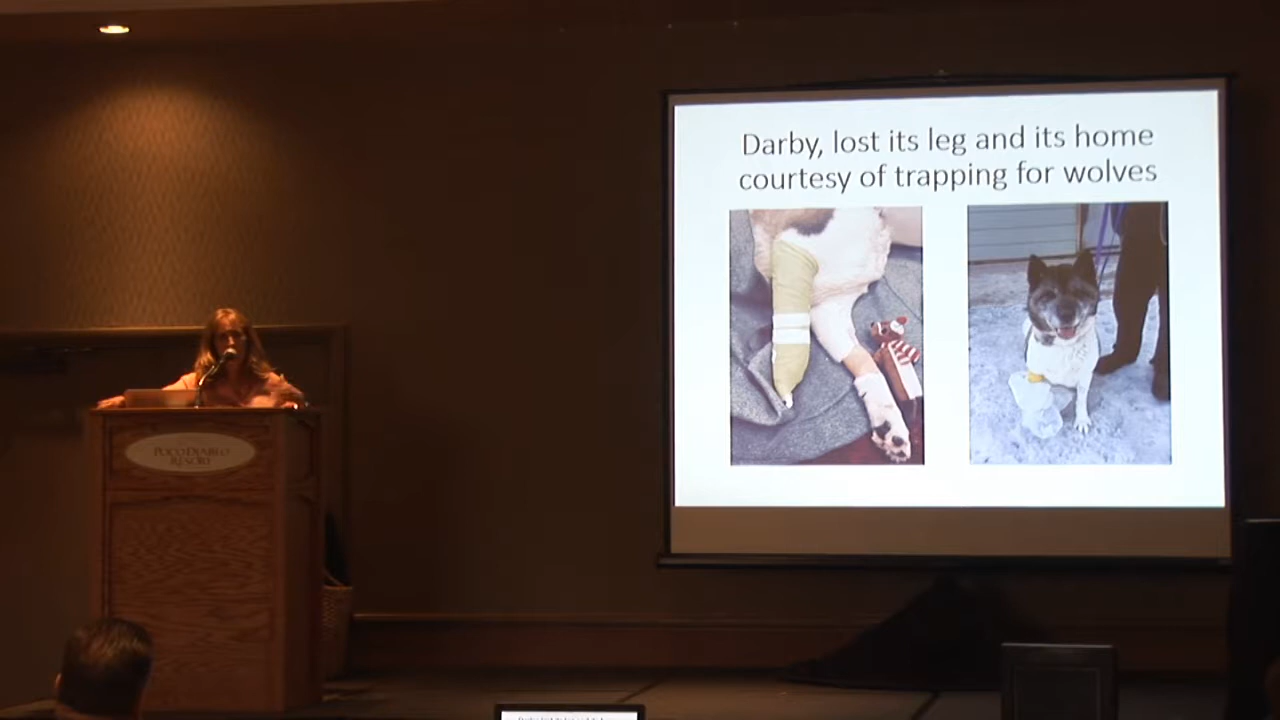 Darby, lost its leg and its home
courtesy of trapping for wolves
POCO DIABLO
RESORT